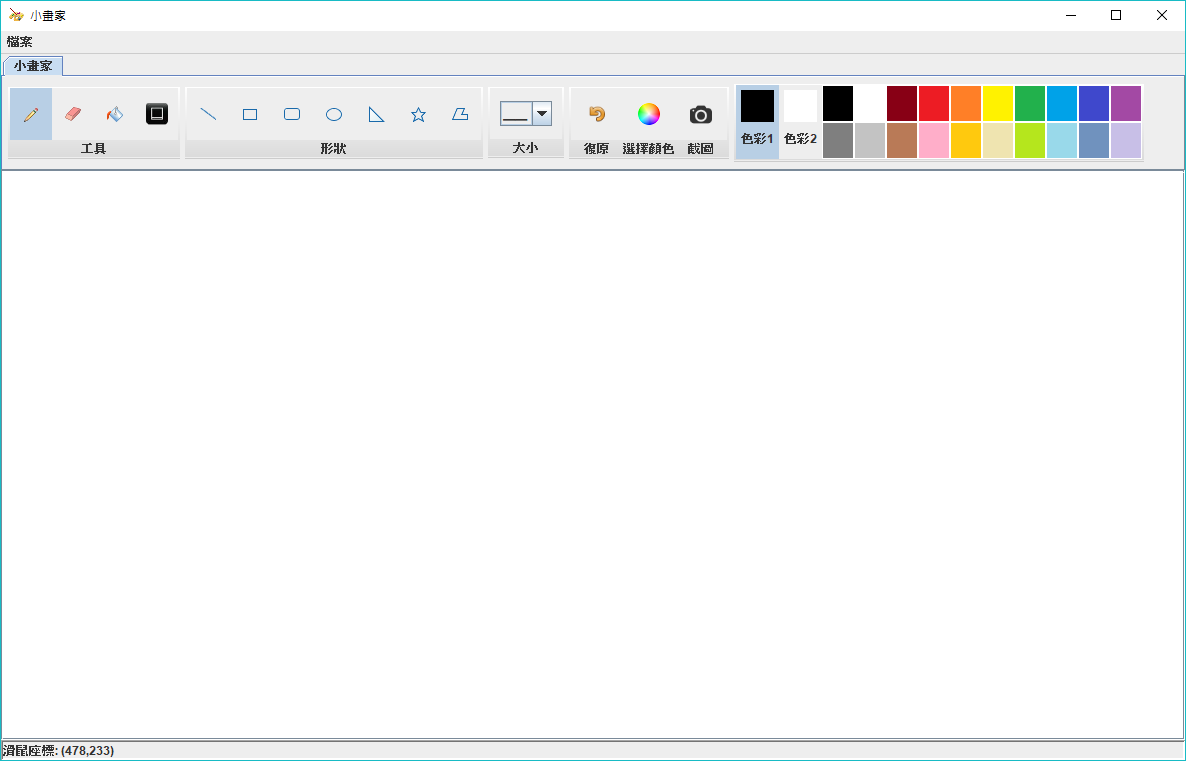 小畫家
檔案
小畫家
工具
形狀
大小
復原 選擇顏色 截圖
色彩1 色彩2
滑鼠座標: (478,233)